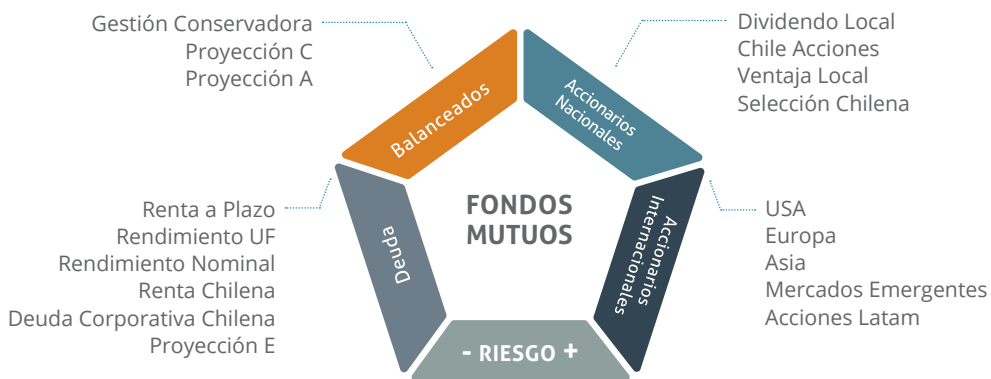 Gestión Conservadora
Proyección C
Proyección A
Dividendo Local
Chile Acciones
Ventaja Local
Selección Chilena
Balanceados
Accionarios
Nacionales
FONDOS
MUTUOS
Renta a Plazo
Rendimiento UF
Rendimiento Nominal
Renta Chilena
Deuda Corporativa Chilena
Proyección E
Deuda
Accionarios
Internacionales
USA
Europa
Asia
Mercados Emergentes
Acciones Latam
- RIESGO +